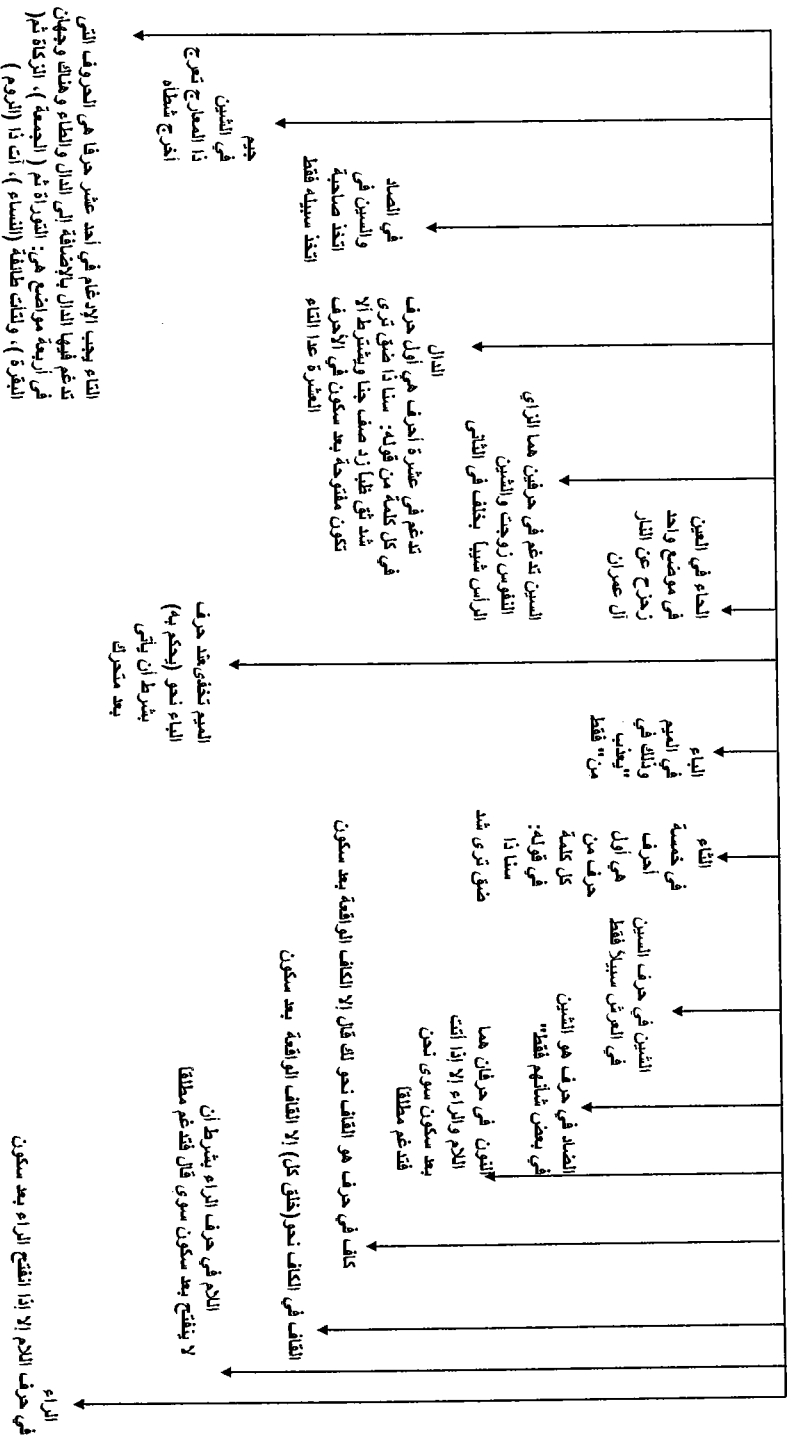 الراء
في حرف اللام إلا إذا انفتح الراء بعد سكون
اللام في حرف الراء بشرط أن
لا ينفتح بعد سكون سوى قال فتدغم مطلقا
القاف في الكاف نحو(خلق كل) إلا القاف الواقعة بعد سكون
كاف في حرف هو القاف نحو لك قال إلا الكاف الواقعة بعد سكون
النون في حرفان هما
اللام والراء إلا إذا أتت
بعد سكون سوى نحن
فتدغم مطلقا
الضاد في حرف هو الشين
في بعض شأنهم فقط"
الشين في حرف السين
في العرش سبيلا فقط
الثاء
في خمسة
أحرف
هي أول
حرف من
كل كلمة
في قوله:
سنا ذا
ضق ترى شد
الباء
في الميم
وذلك في
"يعذب
من" فقط
الميم تخفى عند حرف
الباء نحو (يحكم به)
بشرط أن يأتى
بعد متحرك
الحاء في العين
في موضع واحد
زحزح عن النار
آل عمران
السين تدغم في حرفين هما الزاي
النفوس زوجت والشين
الرأس شيبا بخلف في الثانى
الدال
تدغم في عشرة أحرف هي أول حرف
في كل كلمة من قوله: سنا ذا ضق ترى
شد ثق ظبا زد صف جنا ويشترط ألا
تكون مفتوحة بعد سكون في الأحرف
العشرة عدا التاء
في الصاد
والسين في
اتخذ صاحبة
اتخذ سبيله فقط
جيم
في الشين
ذا المعارج تعرج
أخرج شطأه
التاء يجب الإدغام في أحد عشر حرفا هي الحروف التى
تدغم فيها الدال بالإضافة إلى الدال والطاء وهناك وجهان
في أربعة مواضع هي: التوراة ثم ( الجمعة )، الزكاة ثم(
البقرة )، ولتأت طائفة (النساء )، آت ذا (الروم )